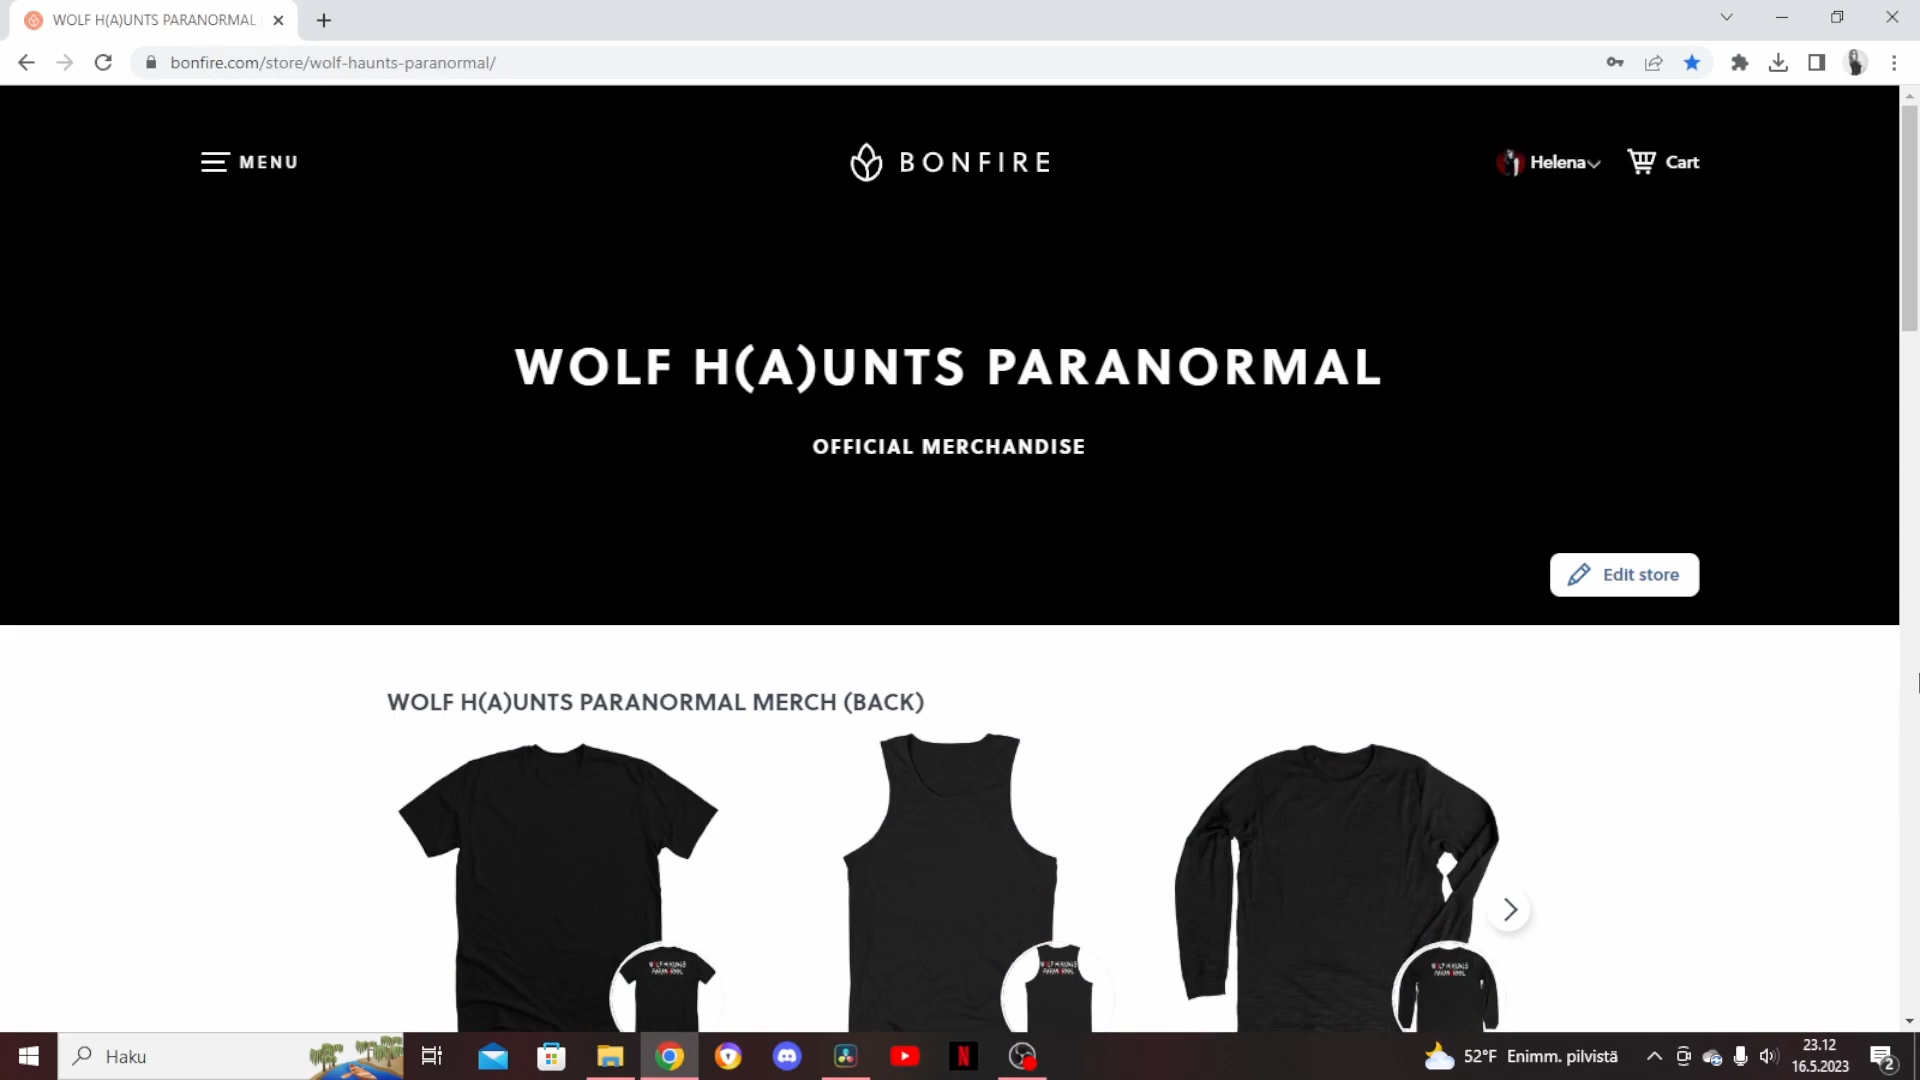 WOLF H(A)UNTS PARANORMAL
bonfire.com/store/wolf-haunts-paranormal/
MENU
BONFIRE
Helena
Cart
WOLF H(A)UNTS PARANORMAL
OFFICIAL MERCHANDISE
Edit store
WOLF H(A)UNTS PARANORMAL MERCH (BACK)
Haku
52°F Enimm. pilvistä
23.12
16.5.2023
2